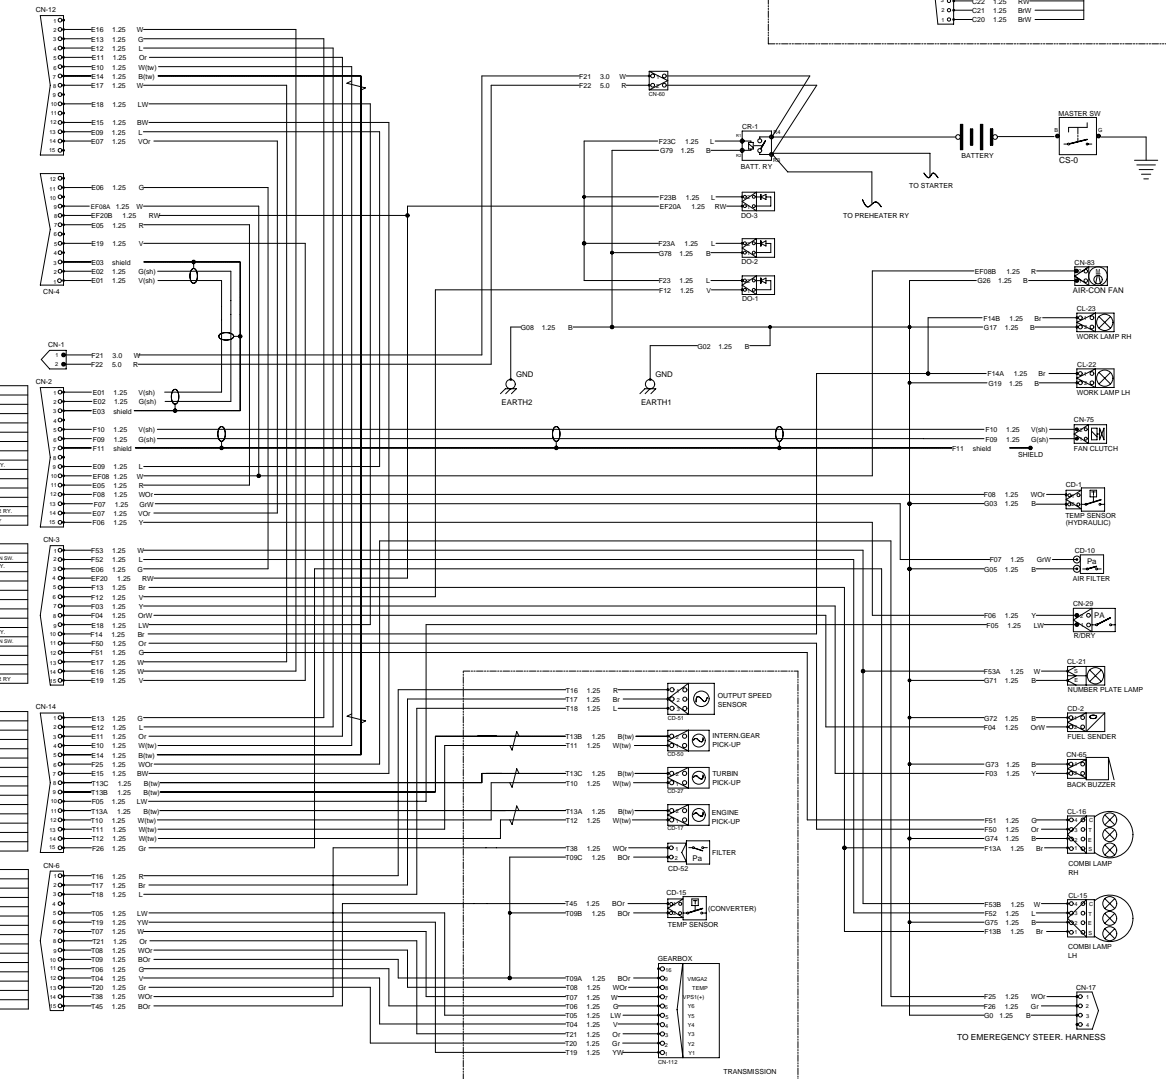 CN-12
E16 1.25 W
E13 1.25 G
E12 1.25 L
E11 1.25 Or
E10 1.25 W(tw)
E14 1.25 B(tw)
E17 1.25 W
E18 1.25 LW
E15 1.25 BW
E09 1.25 L
E07 1.25 VOr
E06 1.25 G
EF08A 1.25 W
EF20B 1.25 RW
E05 1.25 R
E19 1.25 V
E03 shield
E02 1.25 G(sh)
E01 1.25 V(sh)
CN-4
CN-1
F21 3.0 W
F22 5.0 R
CN-2
E01 1.25 V(sh)
E02 1.25 G(sh)
E03 shield
F10 1.25 V(sh)
F09 1.25 G(sh)
F11 shield
E09 1.25 L
EF08 1.25 W
E05 1.25 R
F08 1.25 WOr
F07 1.25 GrW
E07 1.25 VOr
F06 1.25 Y
CN-3
F53 1.25 W
F52 1.25 L
E06 1.25 G
EF20 1.25 RW
F13 1.25 Br
F12 1.25 V
F03 1.25 Y
F04 1.25 OrW
E18 1.25 LW
F14 1.25 Br
F50 1.25 Or
F51 1.25 G
E17 1.25 W
E16 1.25 W
E19 1.25 V
CN-14
E13 1.25 G
E12 1.25 L
E11 1.25 Or
E10 1.25 W(tw)
E14 1.25 B(tw)
F25 1.25 WOr
E15 1.25 BW
T13C 1.25 B(tw)
T13B 1.25 B(tw)
F05 1.25 LW
T13A 1.25 B(tw)
T10 1.25 W(tw)
T11 1.25 W(tw)
T12 1.25 W(tw)
F26 1.25 Gr
CN-6
T16 1.25 R
T17 1.25 Br
T18 1.25 L
T05 1.25 LW
T19 1.25 YW
T07 1.25 W
T21 1.25 Or
T08 1.25 WOr
T09 1.25 BOr
T06 1.25 G
T04 1.25 V
T20 1.25 Gr
T38 1.25 WOr
T45 1.25 BOr
F21 3.0 W
F22 5.0 R
CN-60
CR-1
F23C 1.25 L
G79 1.25 B
BATT. RY
F23B 1.25 L
EF20A 1.25 RW
DO-3
F23A 1.25 L
G78 1.25 B
DO-2
F23 1.25 L
F12 1.25 V
DO-1
G08 1.25 B
G02 1.25 B
GND
EARTH2
GND
EARTH1
T16 1.25 R
T17 1.25 Br
T18 1.25 L
OUTPUT SPEED
SENSOR
CD-51
T13B 1.25 B(tw)
T11 1.25 W(tw)
INTERN.GEAR
PICK-UP
CD-50
T13C 1.25 B(tw)
T10 1.25 W(tw)
TURBIN
PICK-UP
CD-27
T13A 1.25 B(tw)
T12 1.25 W(tw)
ENGINE
PICK-UP
CD-17
T38 1.25 WOr
T09C 1.25 BOr
Pa
FILTER
CD-52
CD-15
T45 1.25 BOr
T09B 1.25 BOr
(CONVERTER)
TEMP SENSOR
GEARBOX
T09A 1.25 BOr VMGA2
T08 1.25 WOr TEMP
T07 1.25 W VPS1(+)
T06 1.25 G Y6
T05 1.25 LW Y5
T04 1.25 V Y4
T21 1.25 Or Y3
T20 1.25 Gr Y2
T19 1.25 YW Y1
CN-112
TRANSMISSION
C22 1.25 RW
C21 1.25 BrW
C20 1.25 BrW
BATTERY
MASTER SW
B
G
CS-0
TO STARTER
TO PREHEATER RY
CN-83
EF08B 1.25 R
G26 1.25 B
AIR-CON FAN
CL-23
F14B 1.25 Br
G17 1.25 B
WORK LAMP RH
CL-22
F14A 1.25 Br
G19 1.25 B
WORK LAMP LH
CN-75
F10 1.25 V(sh)
F09 1.25 G(sh)
FAN CLUTCH
F11 shield
SHIELD
CD-1
F08 1.25 WOr
G03 1.25 B
TEMP SENSOR
(HYDRAULIC)
CD-10
F07 1.25 GrW
G05 1.25 B
Pa
AIR FILTER
CN-29
F06 1.25 Y
F05 1.25 LW
PA
R/DRY
CL-21
F53A 1.25 W
G71 1.25 B
NUMBER PLATE LAMP
CD-2
G72 1.25 B
F04 1.25 OrW
FUEL SENDER
CN-65
G73 1.25 B
F03 1.25 Y
BACK BUZZER
CL-16
F51 1.25 G
F50 1.25 Or
G74 1.25 B
F13A 1.25 Br
COMBI LAMP
RH
CL-15
F53B 1.25 W
F52 1.25 L
G75 1.25 B
F13B 1.25 Br
COMBI LAMP
LH
CN-17
F25 1.25 WOr
F26 1.25 Gr
G0 1.25 B
TO EMEREGENCY STEER. HARNESS